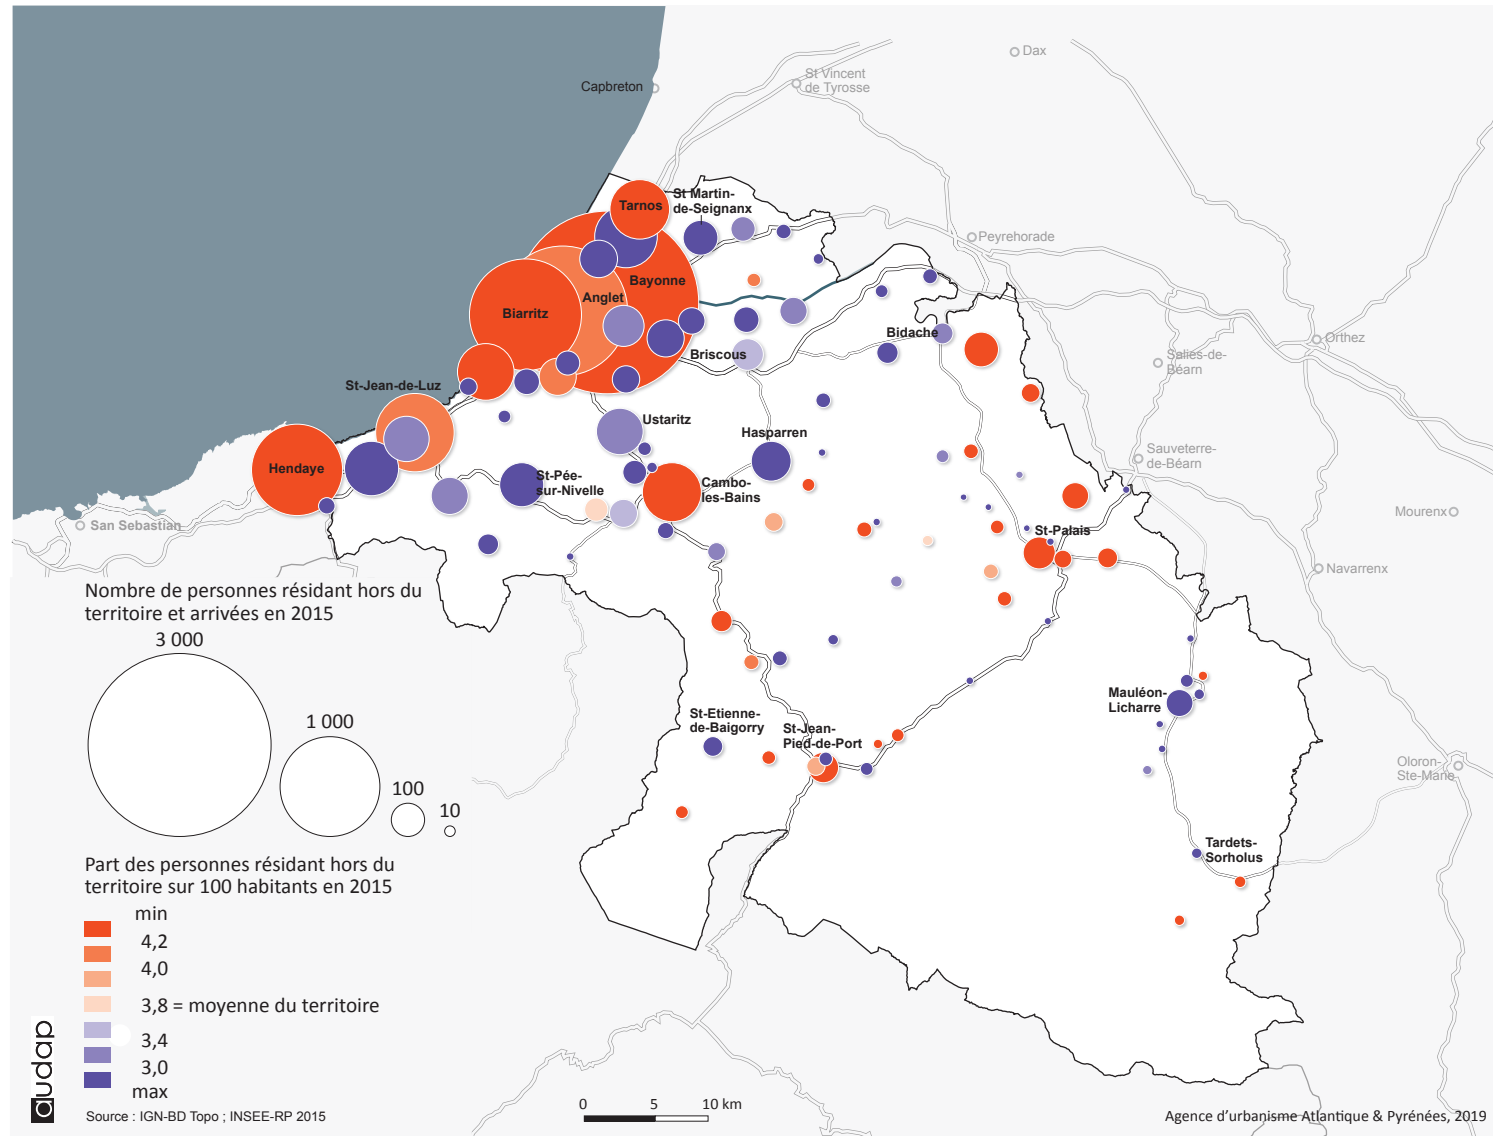 Dax
St Vincent
de Tyrosse
Capbreton
St Martin-
de-Seignanx
Tarnos
Peyrehorade
Bayonne
Anglet
Biarritz
Bidache
Orthez
Briscous
Salies-de-
Béarn
St-Jean-de-Luz
Ustaritz
Hasparren
Sauveterre-
de-Béarn
Hendaye
St-Pée-
sur-Nivelle
Cambo-
les-Bains
Mourenx
San Sebastian
St-Palais
Navarrenx
Nombre de personnes résidant hors du
territoire et arrivées en 2015
3 000
1 000
100
10
Mauléon-
Licharre
St-Etienne-
de-Baigorry
St-Jean-
Pied-de-Port
Oloron-
Ste-Marie
Tardets-
Sorholus
Part des personnes résidant hors du
territoire sur 100 habitants en 2015
min
4,2
4,0
3,8 = moyenne du territoire
3,4
3,0
max
audap
Source : IGN-BD Topo ; INSEE-RP 2015
0 5 10 km
Agence d'urbanisme Atlantique & Pyrénées, 2019